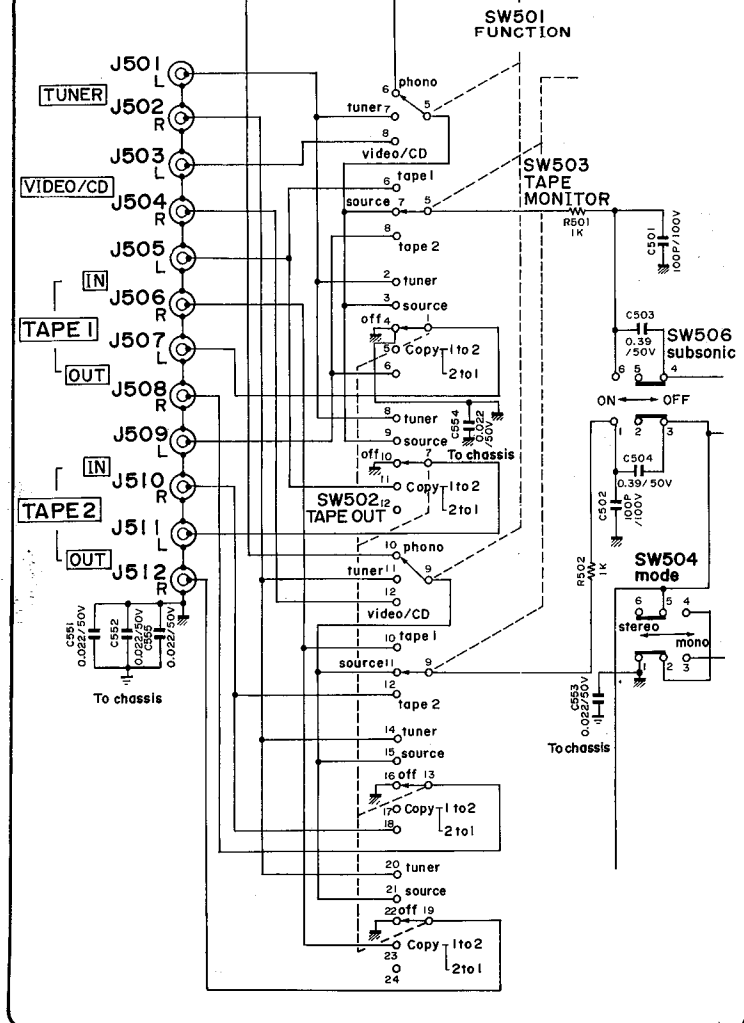 SW501
FUNCTION
J501
L
TUNER
J502
R
J503
L
VIDEO/CD
J504
R
J505
L
IN
J506
R
TAPE 1
J507
L
OUT
J508
R
J509
L
IN
J510
R
TAPE 2
J511
L
OUT
J512
R
C551
0.022/50V
C552
0.022/50V
C555
0.022/50V
To chassis
6 phono
tuner 7
5
8
video/CD
6 tape 1
source 7
5
8
tape 2
SW503
TAPE
MONITOR
R501
1K
C501
100P/100V
2 tuner
3 source
off 4
1
5 Copy 1 to 2
6 2 to 1
C503
0.39
/50V
SW506
subsonic
6 5 4
ON OFF
1 2 3
8 tuner
9 source
C554
0.022
/50V
To chassis
off 10
7
11 Copy 1 to 2
12 2 to 1
SW502
TAPE OUT
C504
0.39/50V
C502
100P
/100V
10 phono
tuner 11
9
12
video/CD
R502
1K
SW504
mode
6 5 4
stereo
mono
1 2 3
10 tape 1
source 11
9
12
tape 2
C553
0.022/50V
To chassis
14 tuner
15 source
16 off 13
17 Copy 1 to 2
18 2 to 1
20 tuner
21 source
22 off 19
Copy 1 to 2
23
2 to 1
24